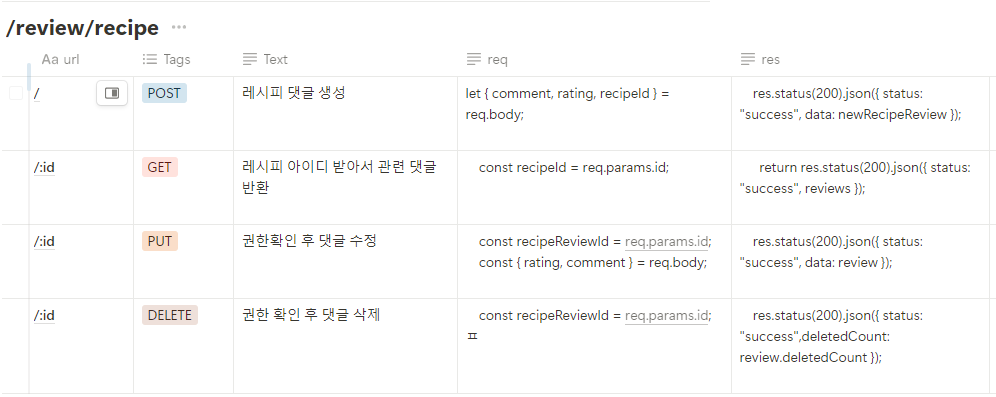 /review/recipe ...
Aa url Tags Text req res
/ POST 레시피 댓글 생성 let { comment, rating, recipeId } = res.status(200).json({ status:
req.body; "success", data: newRecipeReview });
/:id GET 레시피 아이디 받아서 관련 댓글 const recipeId = req.params.id; return res.status(200).json({ status:
반환 "success", reviews });
/:id PUT 권한확인 후 댓글 수정 const recipeReviewId = req.params.id; res.status(200).json({ status:
const { rating, comment } = req.body; "success", data: review });
/:id DELETE 권한 확인 후 댓글 삭제 const recipeReviewId = req.params.id; res.status(200).json({ status:
ㅍ "success",deletedCount:
review.deletedCount });